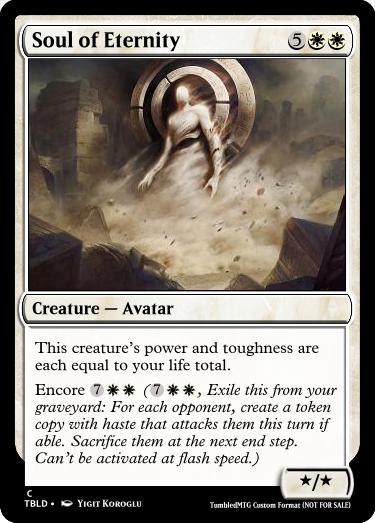 Soul of Eternity 5
Creature — Avatar
This creature's power and toughness are
each equal to your life total.
Encore 7 (7, Exile this from your
graveyard: For each opponent, create a token
copy with haste that attacks them this turn if
able. Sacrifice them at the next end step.
Can't be activated at flash speed.)
★/★
C
TBLD • Yigit Koroglu
TumbledMTG Custom Format (NOT FOR SALE)